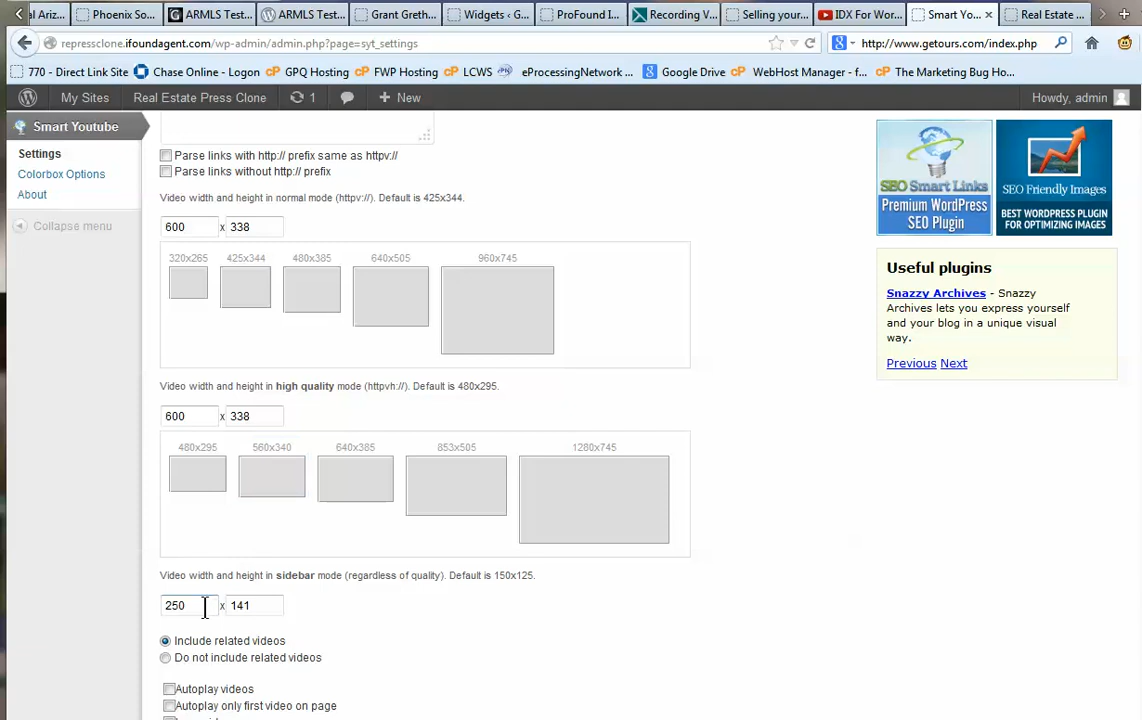 al Ariz...
Phoenix So...
ARMLS Test...
ARMLS Test...
Grant Greth...
Widgets ‹ G...
ProFound I...
Recording V...
Selling your...
IDX For Wor...
Smart Yo...
Real Estate ...
repressclone.ifoundagent.com/wp-admin/admin.php?page=syt_settings
http://www.getours.com/index.php
770 - Direct Link Site
Chase Online - Logon
GPQ Hosting
FWP Hosting
LCWS
eProcessingNetwork ...
Google Drive
WebHost Manager - f...
The Marketing Bug Ho...
My Sites
Real Estate Press Clone
1
+ New
Howdy, admin
Smart Youtube
Settings
Colorbox Options
About
Collapse menu
Parse links with http:// prefix same as httpv://
Parse links without http:// prefix
Video width and height in normal mode (httpv://). Default is 425x344.
600 x 338
320x265 425x344 480x385 640x505 960x745
Video width and height in high quality mode (httpvh://). Default is 480x295.
600 x 338
480x295 560x340 640x385 853x505 1280x745
Video width and height in sidebar mode (regardless of quality). Default is 150x125.
250 x 141
Include related videos
Do not include related videos
Autoplay videos
Autoplay only first video on page
SEO Smart Links
Premium WordPress
SEO Plugin
SEO Friendly Images
BEST WORDPRESS PLUGIN
FOR OPTIMIZING IMAGES
Useful plugins
Snazzy Archives - Snazzy
Archives lets you express yourself
and your blog in a unique visual
way.
Previous Next